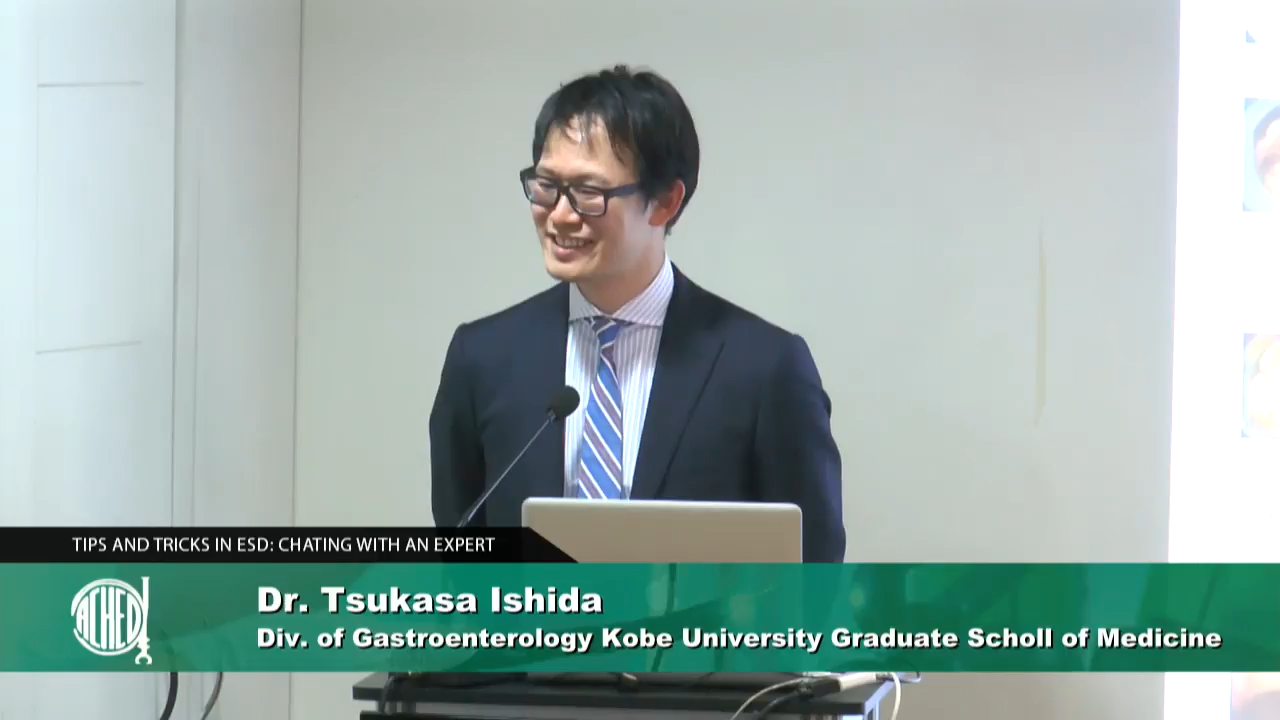 TIPS AND TRICKS IN ESD: CHATING WITH AN EXPERT
ACHED
Dr. Tsukasa Ishida
Div. of Gastroenterology Kobe University Graduate Scholl of Medicine